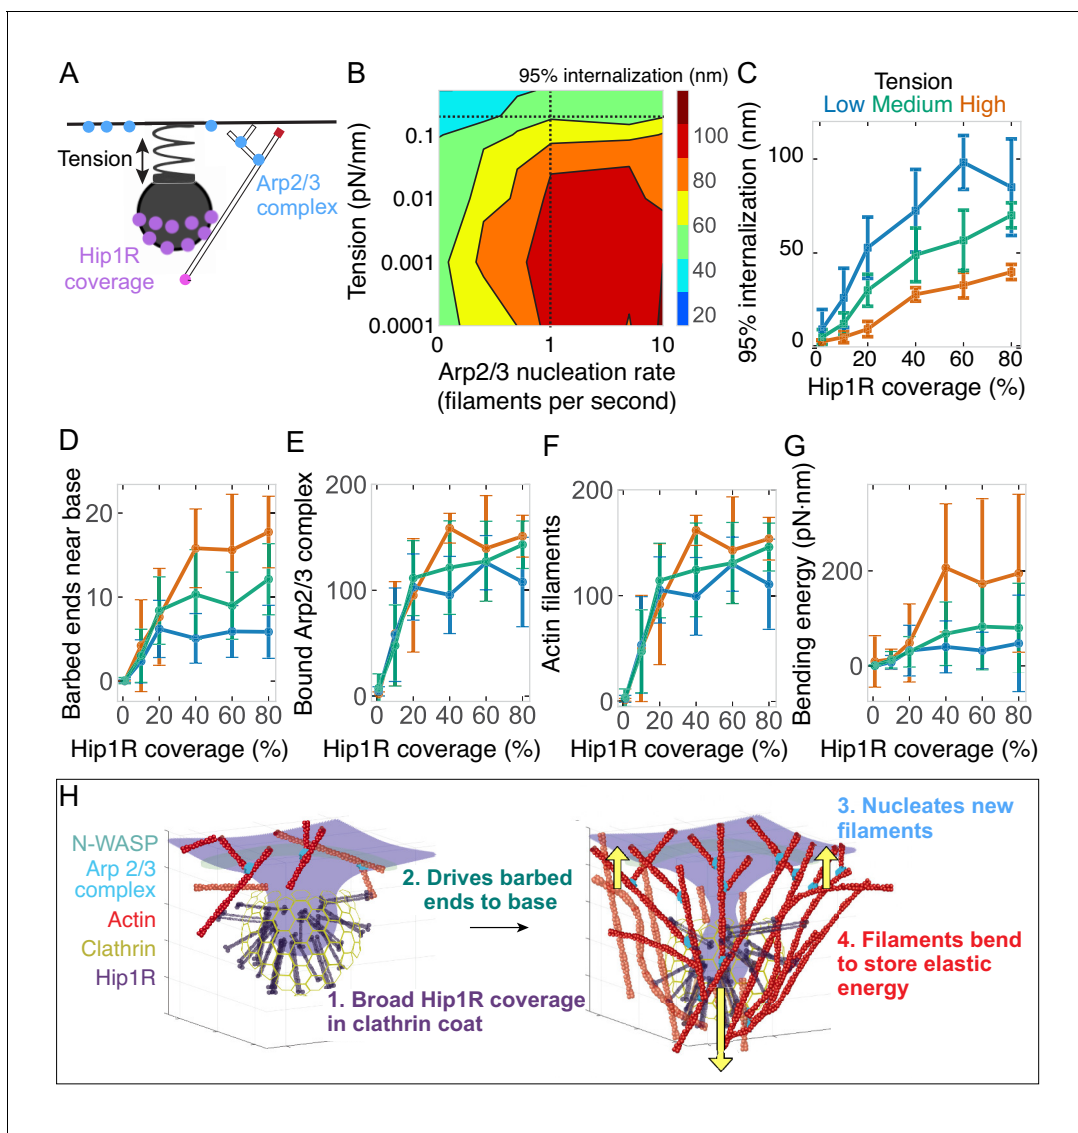 A
Tension
Arp2/3
complex
Hip1R
coverage
B
95% internalization (nm)
Tension (pN/nm)
0.1
0.01
0.001
0.0001
0
1
10
Arp2/3 nucleation rate
(filaments per second)
100
80
60
40
20
C
Tension
Low Medium High
95% internalization (nm)
100
50
0
0
20
40
60
80
Hip1R coverage (%)
D
Barbed ends near base
20
10
0
0
20
40
60
80
Hip1R coverage (%)
E
Bound Arp2/3 complex
200
100
0
0
20
40
60
80
Hip1R coverage (%)
F
Actin filaments
200
100
0
0
20
40
60
80
Hip1R coverage (%)
G
Bending energy (pN·nm)
200
0
0
20
40
60
80
Hip1R coverage (%)
H
N-WASP
Arp 2/3
complex
Actin
Clathrin
Hip1R
1. Broad Hip1R coverage
in clathrin coat
2. Drives barbed
ends to base
3. Nucleates new
filaments
4. Filaments bend
to store elastic
energy